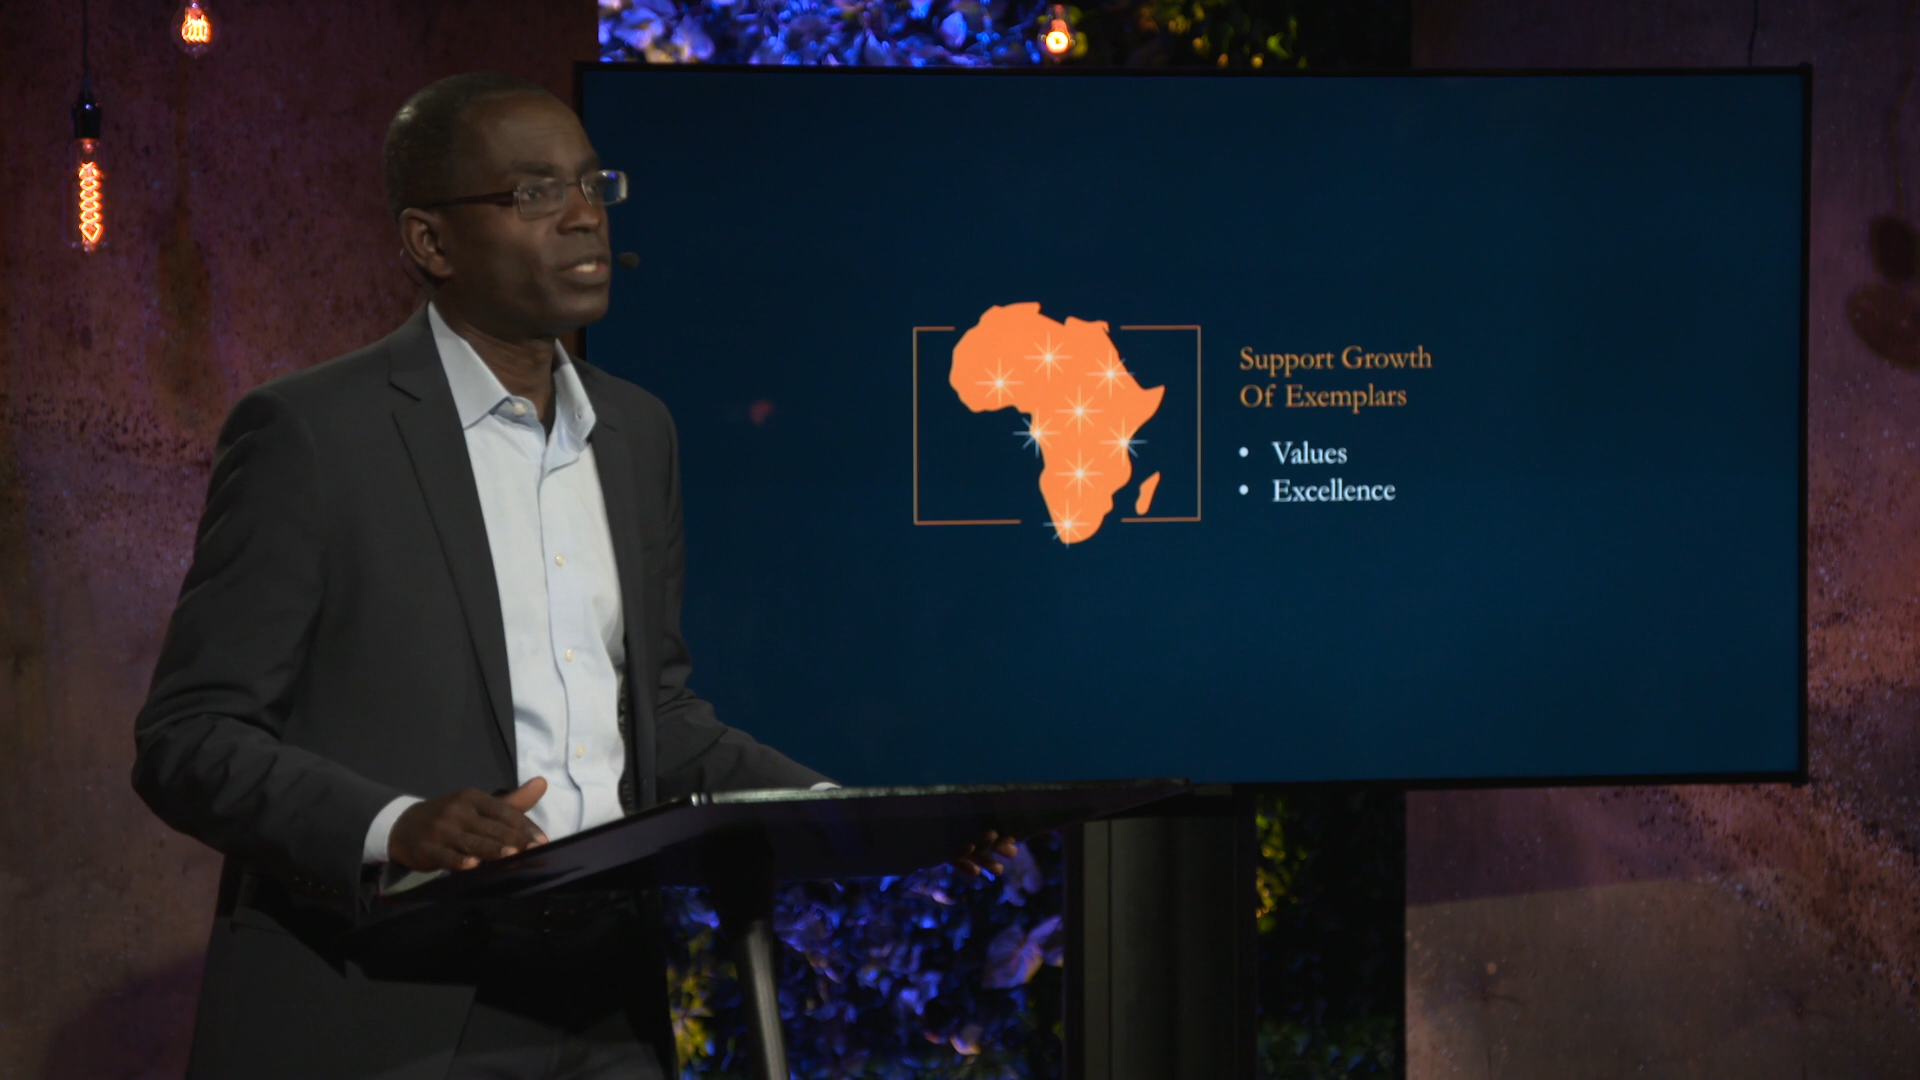 Support Growth
Of Exemplars
• Values
• Excellence